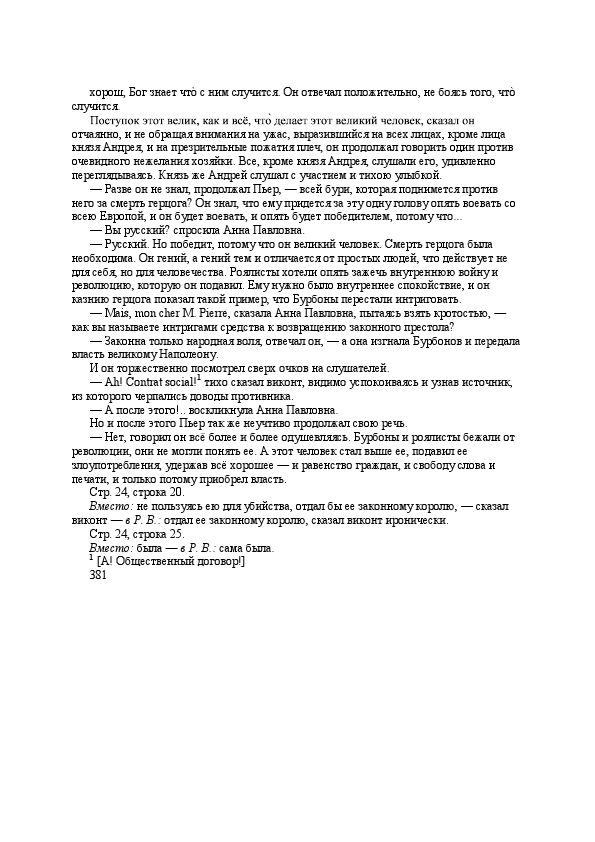 хорош, Бог знает что̀ с ним случится. Он отвечал положительно, не боясь того, что̀
случится.
Поступок этот велик, как и всё, что̀ делает этот великий человек, сказал он
отчаянно, и не обращая внимания на ужас, выразившийся на всех лицах, кроме лица
князя Андрея, и на презрительные пожатия плеч, он продолжал говорить один против
очевидного нежелания хозяйки. Все, кроме князя Андрея, слушали его, удивленно
переглядываясь. Князь же Андрей слушал с участием и тихою улыбкой.
— Разве он не знал, продолжал Пьер, — всей бури, которая поднимется против
него за смерть герцога? Он знал, что ему придется за эту одну голову опять воевать со
всею Европой, и он будет воевать, и опять будет победителем, потому что...
— Вы русский? спросила Анна Павловна.
— Русский. Но победит, потому что он великий человек. Смерть герцога была
необходима. Он гений, а гений тем и отличается от простых людей, что действует не
для себя, но для человечества. Роялисты хотели опять зажечь внутреннюю войну и
революцию, которую он подавил. Ему нужно было внутреннее спокойствие, и он
казнию герцога показал такой пример, что Бурбоны перестали интриговать.
— Mais, mon cher M. Pierre, сказала Анна Павловна, пытаясь взять кротостью, —
как вы называете интригами средства к возвращению законного престола?
— Законна только народная воля, отвечал он, — а она изгнала Бурбонов и передала
власть великому Наполеону.
И он торжественно посмотрел сверх очков на слушателей.
— Ah! Contrat social!¹ тихо сказал виконт, видимо успокоиваясь и узнав источник,
из которого черпались доводы противника.
— А после этого!.. воскликнула Анна Павловна.
Но и после этого Пьер так же неучтиво продолжал свою речь.
— Нет, говорил он всё более и более одушевляясь. Бурбоны и роялисты бежали от
революции, они не могли понять ее. А этот человек стал выше ее, подавил ее
злоупотребления, удержав всё хорошее — и равенство граждан, и свободу слова и
печати, и только потому приобрел власть.
Стр. 24, строка 20.
Вместо: не пользуясь ею для убийства, отдал бы ее законному королю, — сказал
виконт — в Р. В.: отдал ее законному королю, сказал виконт иронически.
Стр. 24, строка 25.
Вместо: была — в Р. В.: сама была.
¹ [А! Общественный договор!]
381